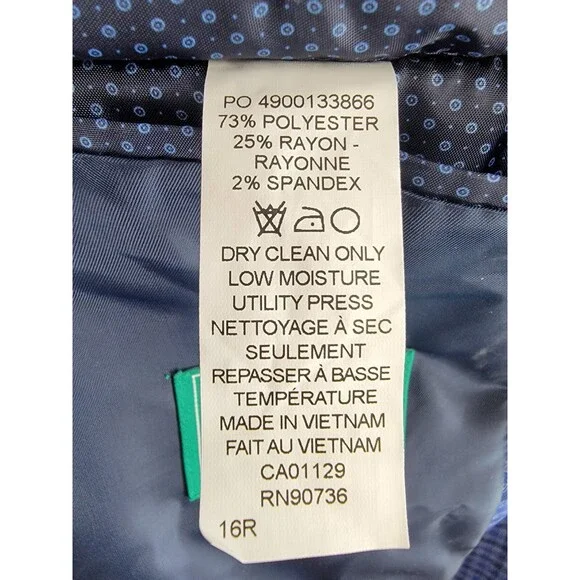 PO 4900133866
73% POLYESTER
25% RAYON -
RAYONNE
2% SPANDEX
DRY CLEAN ONLY
LOW MOISTURE
UTILITY PRESS
NETTOYAGE À SEC
SEULEMENT
REPASSER À BASSE
TEMPÉRATURE
MADE IN VIETNAM
FAIT AU VIETNAM
CA01129
RN90736
16R